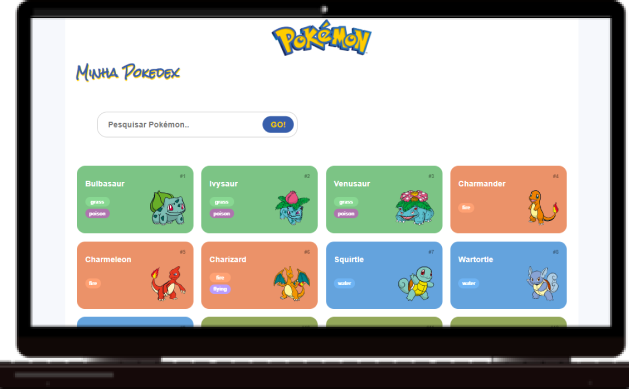 POKéMON
Minha Pokedex
Pesquisar Pokémon..
GO!
#1
Bulbasaur
grass
poison
#2
Ivysaur
grass
poison
#3
Venusaur
grass
poison
#4
Charmander
fire
#5
Charmeleon
fire
#6
Charizard
fire
flying
#7
Squirtle
water
#8
Wartortle
water